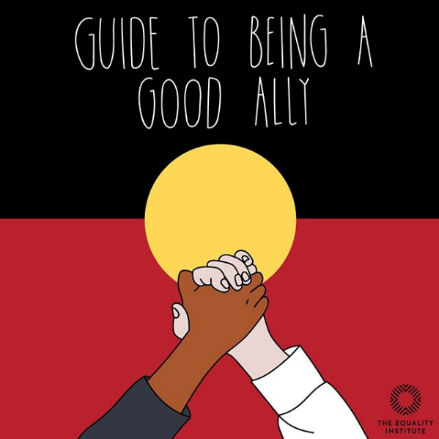 GUIDE TO BEING A
GOOD ALLY
THE EQUALITY
INSTITUTE